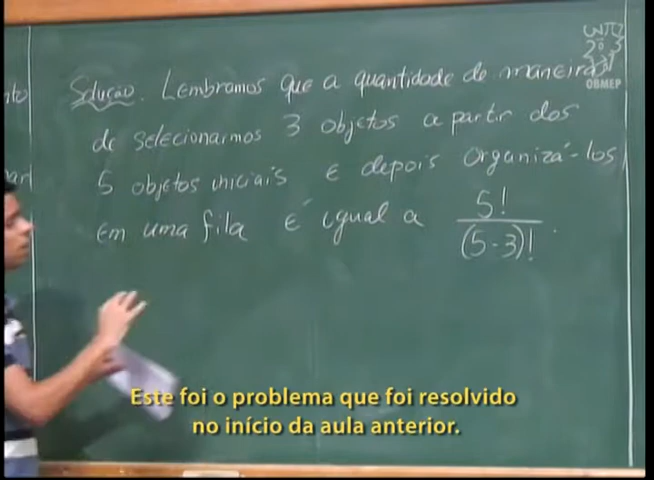 Solução. Lembramos que a quantidade de maneiras
de selecionarmos 3 objetos a partir dos
5 objetos iniciais e depois organizá-los
em uma fila é igual a 5!/(5-3)!.
OBMEP
Este foi o problema que foi resolvido
no início da aula anterior.